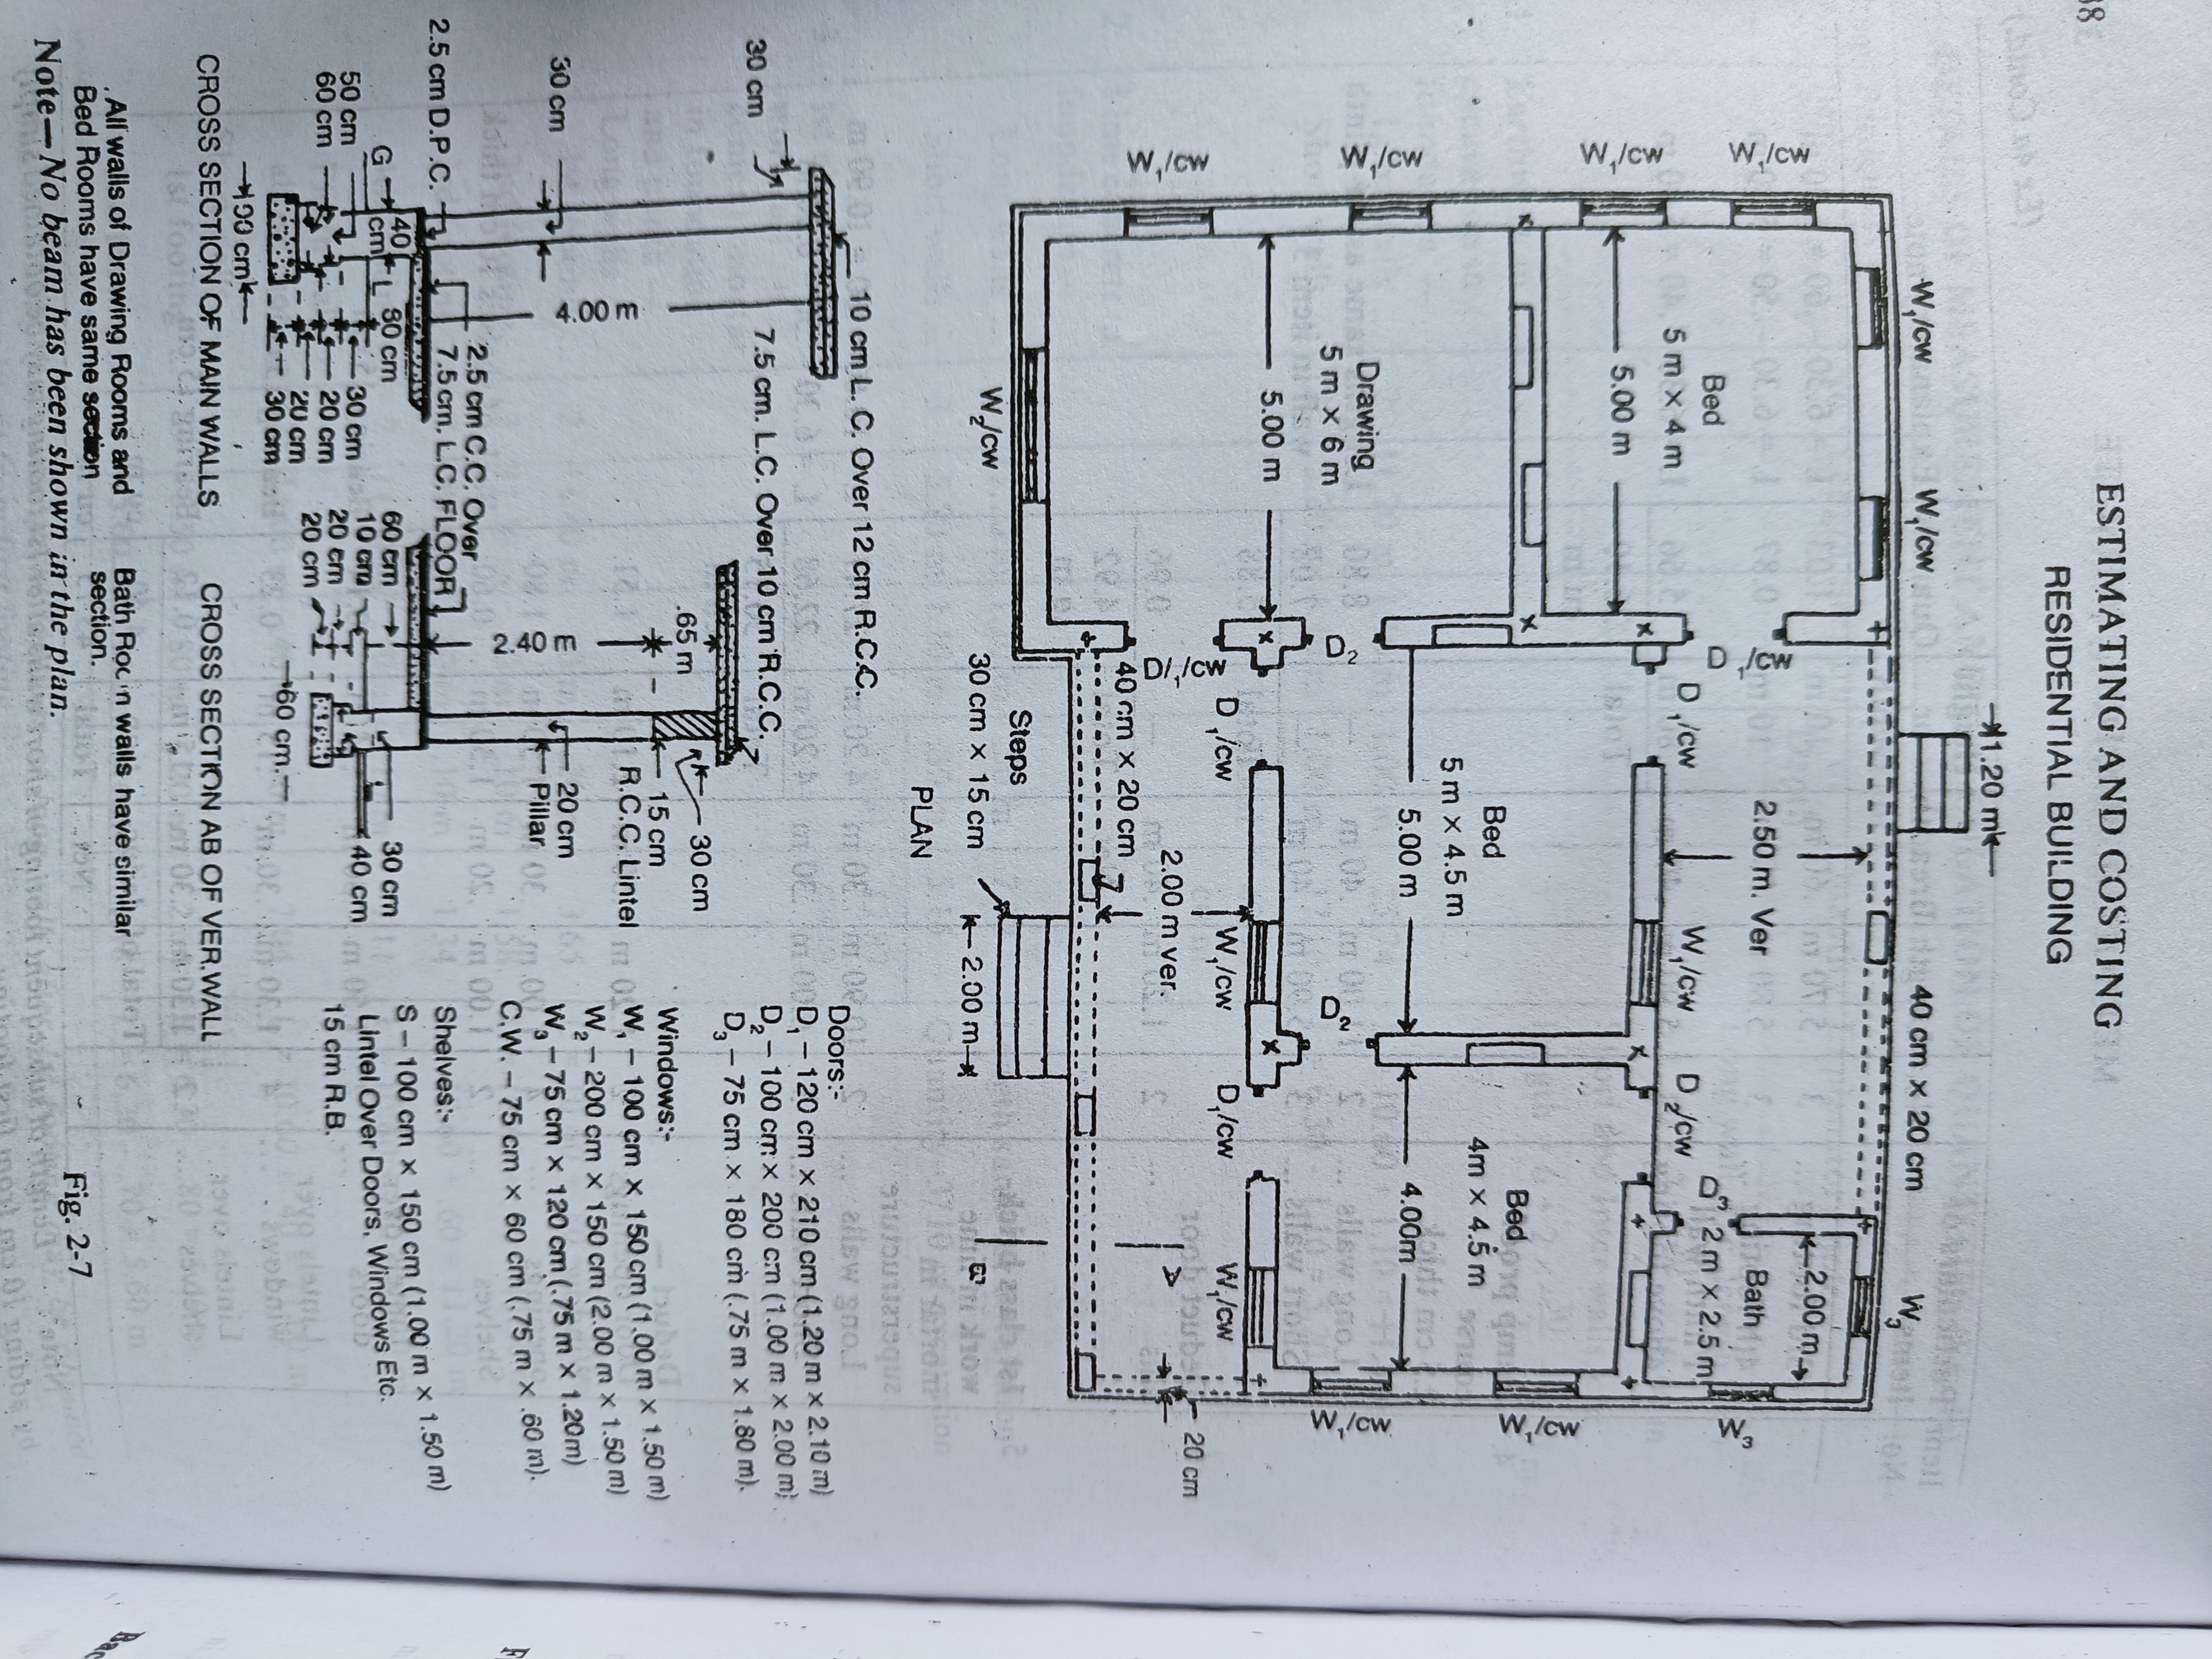 38
ESTIMATING AND COSTING
RESIDENTIAL BUILDING
1.20 m
40 cm × 20 cm
W₁/cw
W₁/cw
W₃
W₁/cw
W₁/cw
W₁/cw
W₁/cw
Bed
5 m × 4 m
5.00 m
D₁/cw
2.50 m. Ver
D₁/cw
W₁/cw
D₂/cw
D₃
2.00 m
Bath
2 m × 2.5 m
W₃
Drawing
5 m × 6 m
5.00 m
D₂
Bed
5 m × 4.5 m
5.00 m
D₂
Bed
4m × 4.5 m
4.00m
W₁/cw
W₁/cw
D₁/cw
D₁/cw
W₁/cw
D₁/cw
W₁/cw
2.00 m ver.
A
20 cm
40 cm × 20 cm
W₂/cw
Steps
30 cm × 15 cm
2.00 m
B
PLAN
10 cm L. C. Over 12 cm R.C.C.
7.5 cm. L.C. Over 10 cm R.C.C.
30 cm
30 cm
4.00 m
2.5 cm D.P.C.
2.5 cm C.C. Over
7.5 cm. L.C. FLOOR
G
L
40
cm
80 cm
50 cm
60 cm
30 cm
20 cm
20 cm
30 cm
90 cm
CROSS SECTION OF MAIN WALLS
All walls of Drawing Rooms and
Bed Rooms have same section
.65 m
2.40 m
30 cm
15 cm
R.C.C. Lintel
20 cm
Pillar
60 cm
10 cm
20 cm
20 cm
30 cm
40 cm
60 cm.
CROSS SECTION AB OF VER.WALL
Bath Room walls have similar
section.
Note—No beam has been shown in the plan.
Doors:-
D₁ – 120 cm × 210 cm (1.20 m × 2.10 m)
D₂ – 100 cm × 200 cm (1.00 m × 2.00 m)
D₃ – 75 cm × 180 cm (.75 m × 1.80 m).
Windows:-
W₁ – 100 cm × 150 cm (1.00 m × 1.50 m)
W₂ – 200 cm × 150 cm (2.00 m × 1.50 m)
W₃ – 75 cm × 120 cm (.75 m × 1.20m)
C.W. – 75 cm × 60 cm (.75 m × .60 m).
Shelves:-
S – 100 cm × 150 cm (1.00 m × 1.50 m)
Lintel Over Doors, Windows Etc.
15 cm R.B.
Fig. 2-7